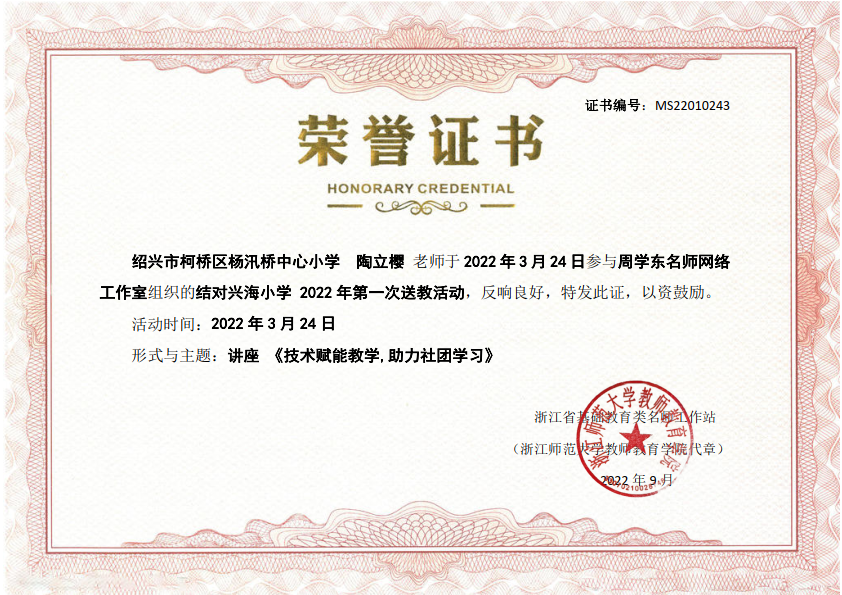 证书编号：MS22010243
荣誉证书
HONORARY CREDENTIAL
绍兴市柯桥区杨汛桥中心小学 陶立樱 老师于 2022 年 3 月 24 日参与周学东名师网络
工作室组织的结对兴海小学 2022 年第一次送教活动，反响良好，特发此证，以资鼓励。
活动时间：2022 年 3 月 24 日
形式与主题：讲座 《技术赋能教学,助力社团学习》
浙江省基础教育类名师工作站
（浙江师范大学教师教育学院代章）
2022 年 9 月
浙江师范大学教师教育学院